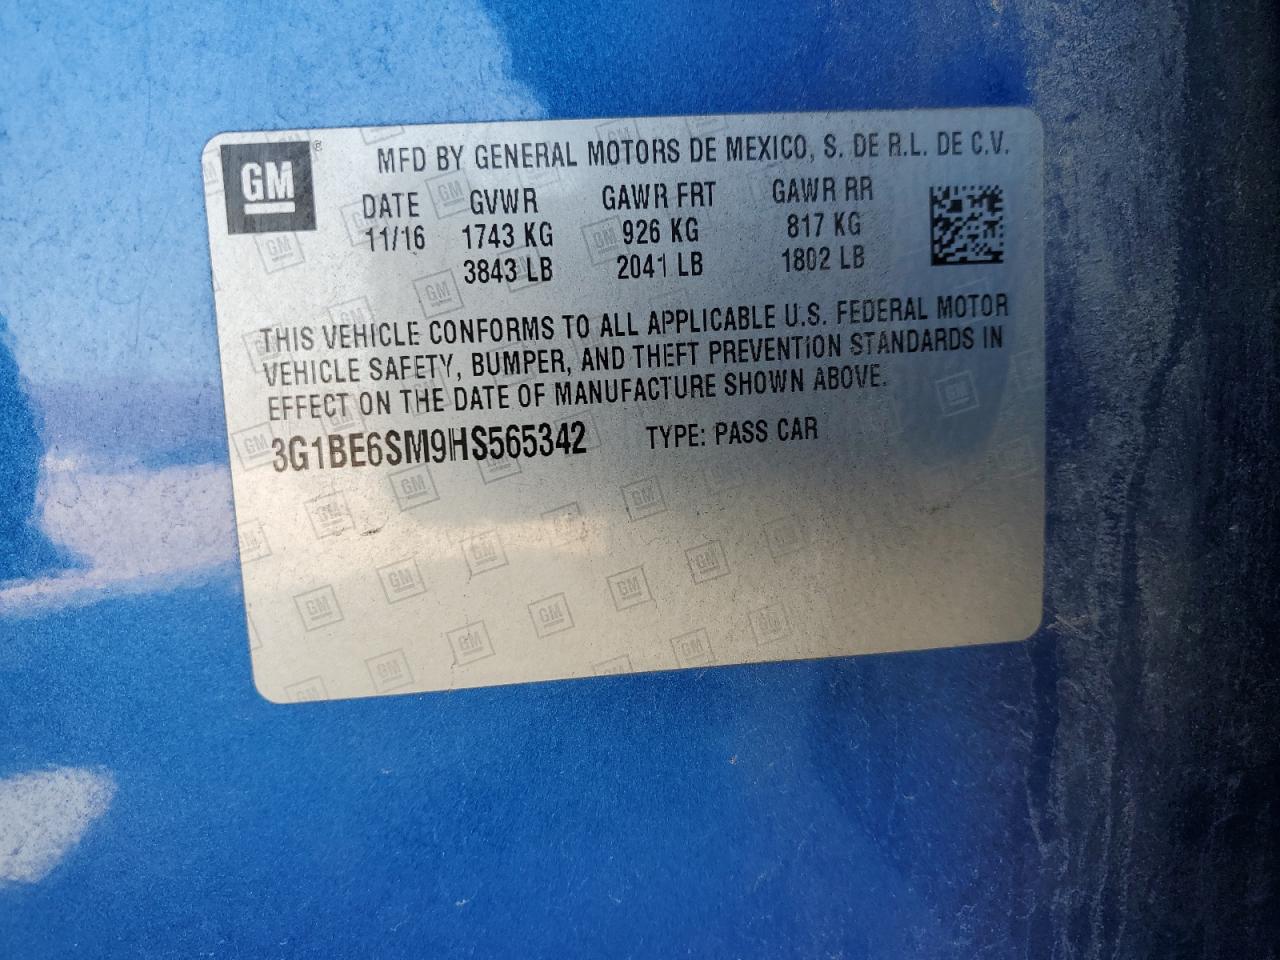 GM®
MFD BY GENERAL MOTORS DE MEXICO, S. DE R.L. DE C.V.
DATE GVWR GAWR FRT GAWR RR
11/16 1743 KG 926 KG 817 KG
3843 LB 2041 LB 1802 LB
THIS VEHICLE CONFORMS TO ALL APPLICABLE U.S. FEDERAL MOTOR
VEHICLE SAFETY, BUMPER, AND THEFT PREVENTION STANDARDS IN
EFFECT ON THE DATE OF MANUFACTURE SHOWN ABOVE.
3G1BE6SM9HS565342 TYPE: PASS CAR